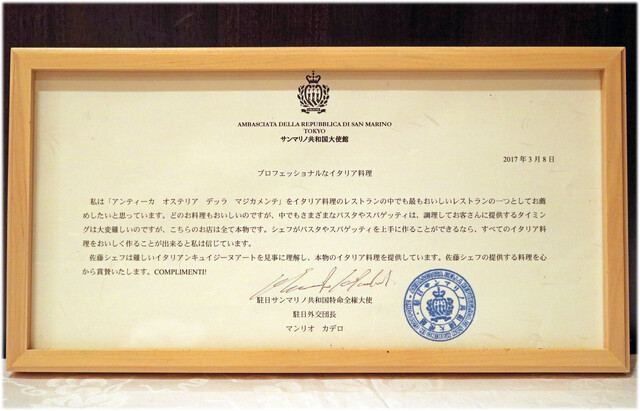 AMBASCIATA DELLA REPUBBLICA DI SAN MARINO
TOKYO
サンマリノ共和国大使館
2017年3月8日
プロフェッショナルなイタリア料理
私は「アンティーカ オステリア デッラ マジカメンテ」をイタリア料理のレストランの中でも最もおいしいレストランの一つとしてお薦
めしたいと思っています。どのお料理もおいしいのですが、中でもさまざまなパスタやスパゲッティは、調理してお客さんに提供するタイミン
グは大変難しいのですが、こちらのお店は全て本物です。シェフがパスタやスパゲッティを上手に作ることができるなら、すべてのイタリア料
理をおいしく作ることが出来ると私は信じています。
佐藤シェフは難しいイタリアンキュイジーヌアートを見事に理解し、本物のイタリア料理を提供しています。佐藤シェフの提供する料理を心
から賞賛いたします。COMPLIMENTI!
駐日サンマリノ共和国特命全権大使
駐日外交団長
マンリオ カデロ